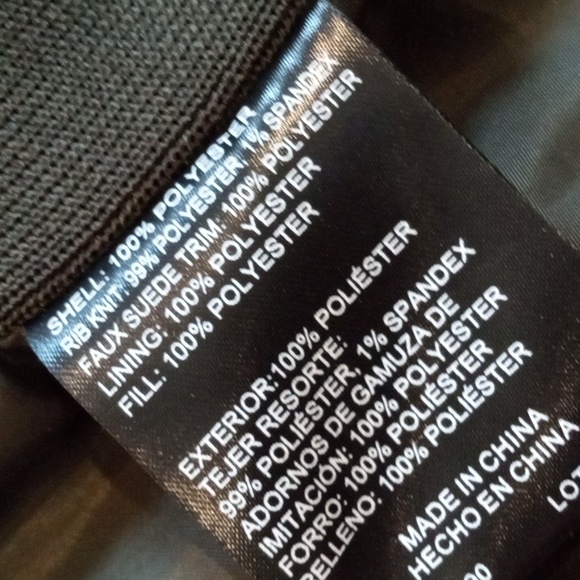 SHELL: 100% POLYESTER
RIB KNIT: 99% POLYESTER, 1% SPANDEX
FAUX SUEDE TRIM: 100% POLYESTER
LINING: 100% POLYESTER
FILL: 100% POLYESTER
EXTERIOR:100% POLIÉSTER
TEJER RESORTE:
99% POLIÉSTER, 1% SPANDEX
ADORNOS DE GAMUZA DE
IMITACIÓN: 100% POLYESTER
FORRO: 100% POLIÉSTER
RELLENO: 100% POLIÉSTER
MADE IN CHINA
HECHO EN CHINA